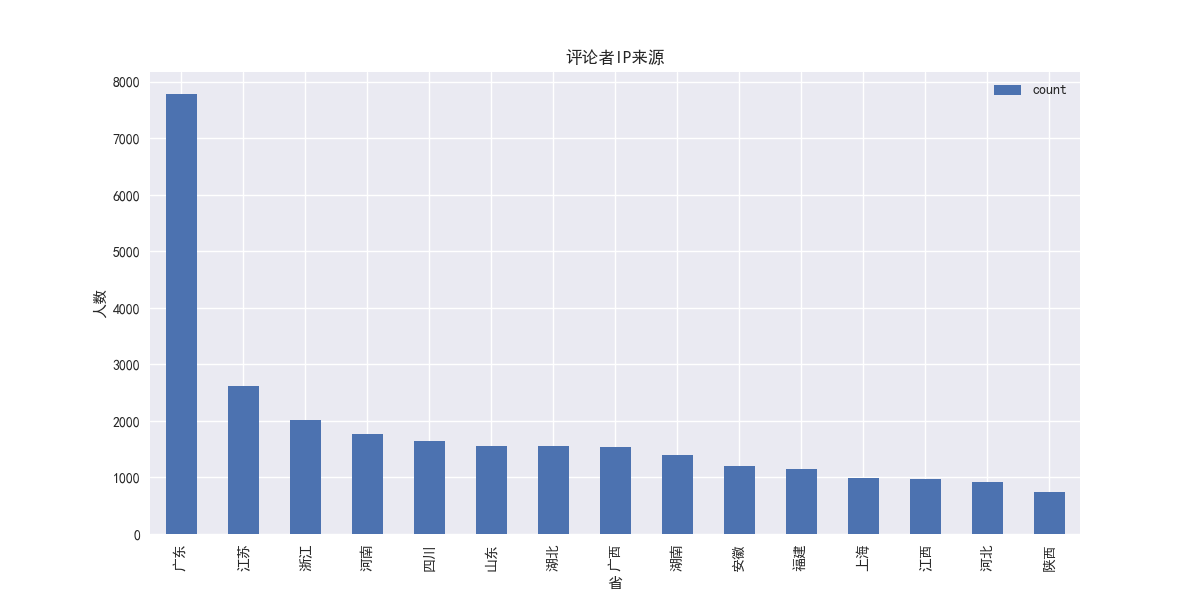 评论者IP来源
count
人数
8000
7000
6000
5000
4000
3000
2000
1000
0
广东
江苏
浙江
河南
四川
山东
湖北
广西
湖南
安徽
福建
上海
江西
河北
陕西
省